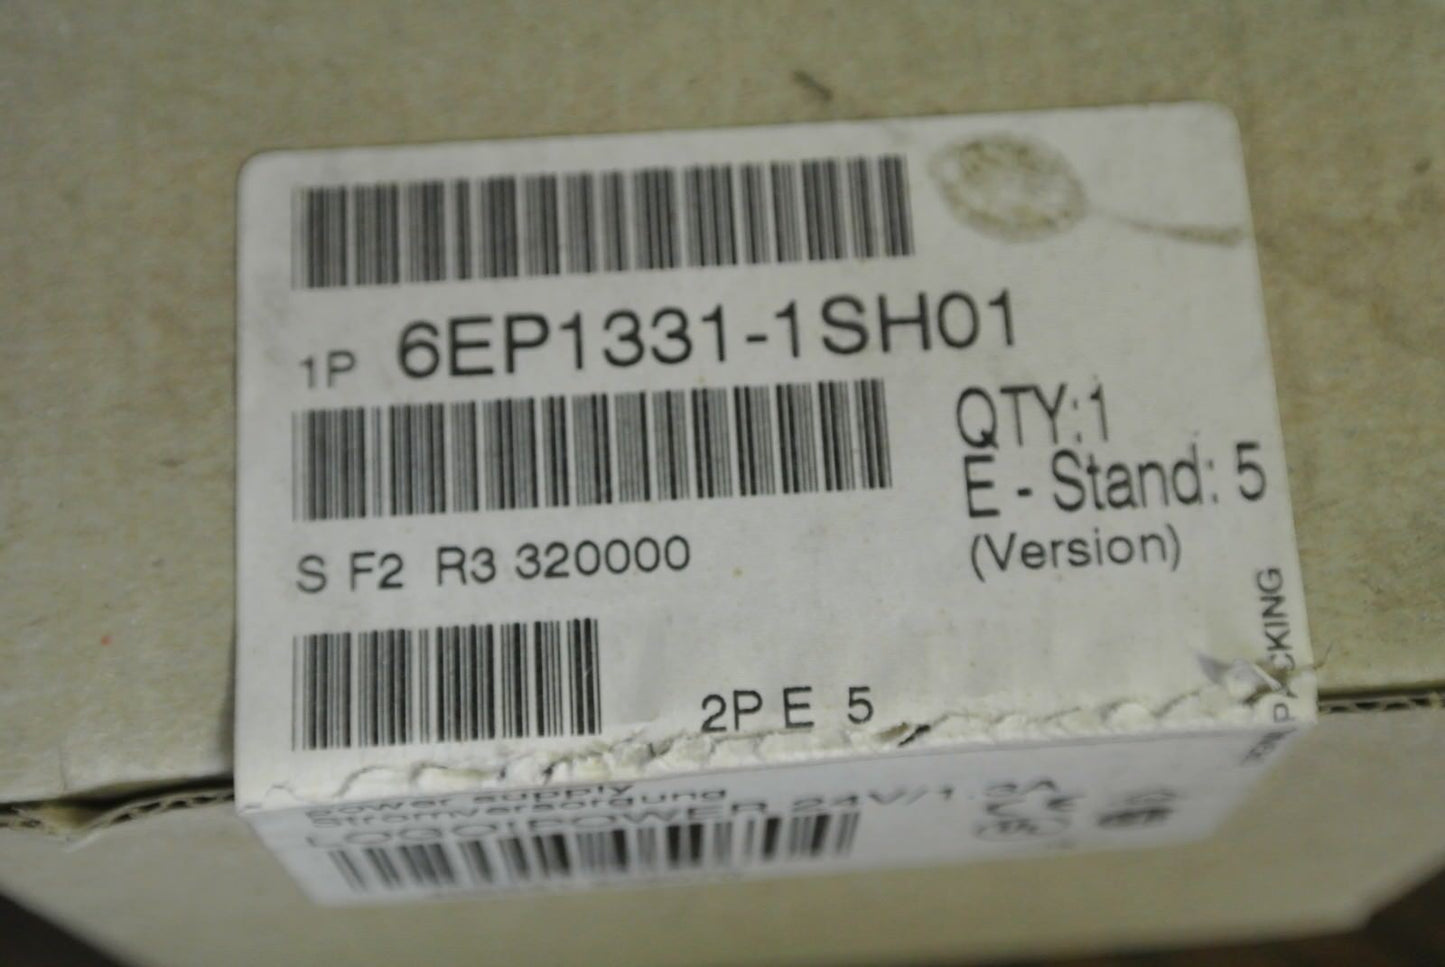 1P 6EP1331-1SH01
QTY:1
E - Stand: 5
(Version)
S F2 R3 320000
2P E 5
PACKING
power supply
Stromversorgung
LOGO!POWER 24V/1.3A